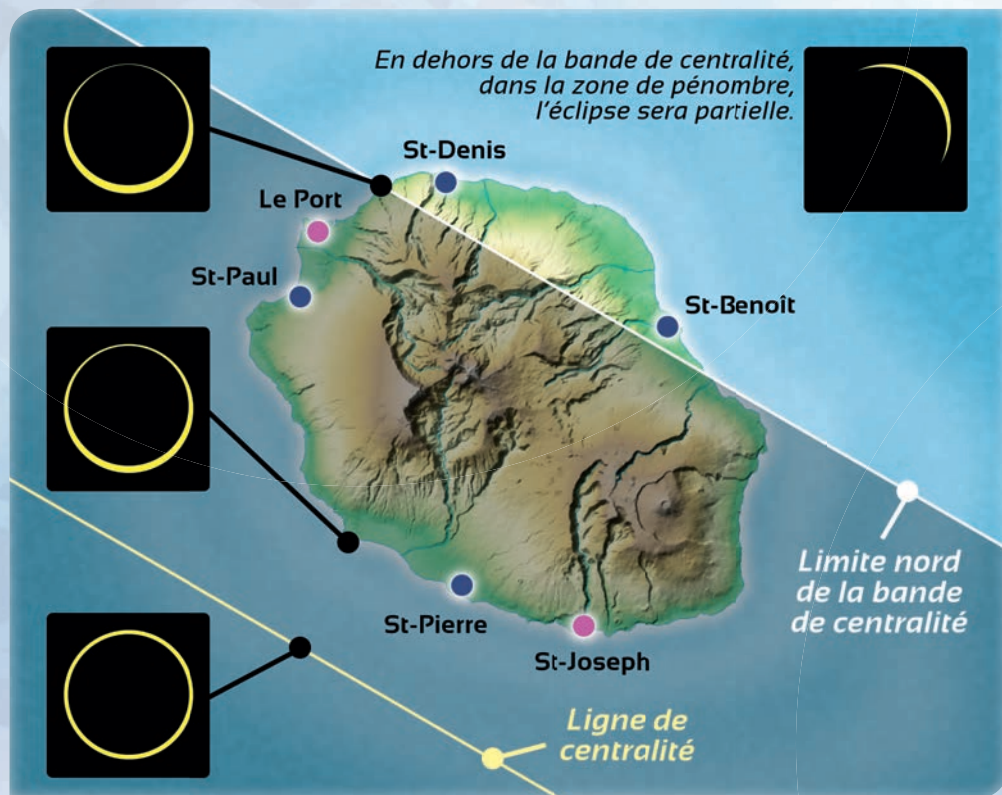 En dehors de la bande de centralité,
dans la zone de pénombre,
l'éclipse sera partielle.
St-Denis
Le Port
St-Paul
St-Benoît
Limite nord
de la bande
de centralité
St-Pierre
St-Joseph
Ligne de
centralité